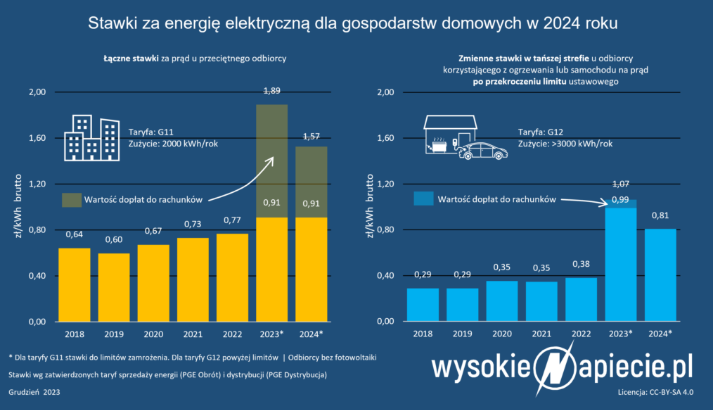 Stawki za energię elektryczną dla gospodarstw domowych w 2024 roku
Łączne stawki za prąd u przeciętnego odbiorcy
zł/kWh brutto
2,00
1,60
1,20
0,80
0,40
0,00
Taryfa: G11
Zużycie: 2000 kWh/rok
Wartość dopłat do rachunków
0,64
0,60
0,67
0,73
0,77
1,89
0,91
1,57
0,91
2018
2019
2020
2021
2022
2023*
2024*
Zmienne stawki w tańszej strefie u odbiorcy
korzystającego z ogrzewania lub samochodu na prąd
po przekroczeniu limitu ustawowego
zł/kWh brutto
2,00
1,60
1,20
0,80
0,40
0,00
Taryfa: G12
Zużycie: >3000 kWh/rok
Wartość dopłat do rachunków
0,29
0,29
0,35
0,35
0,38
1,07
0,99
0,81
2018
2019
2020
2021
2022
2023*
2024*
* Dla taryfy G11 stawki do limitów zamrożenia. Dla taryfy G12 powyżej limitów | Odbiorcy bez fotowoltaiki
Stawki wg zatwierdzonych taryf sprzedaży energii (PGE Obrót) i dystrybucji (PGE Dystrybucja)
Grudzień 2023
wysokieNapiecie.pl
Licencja: CC-BY-SA 4.0